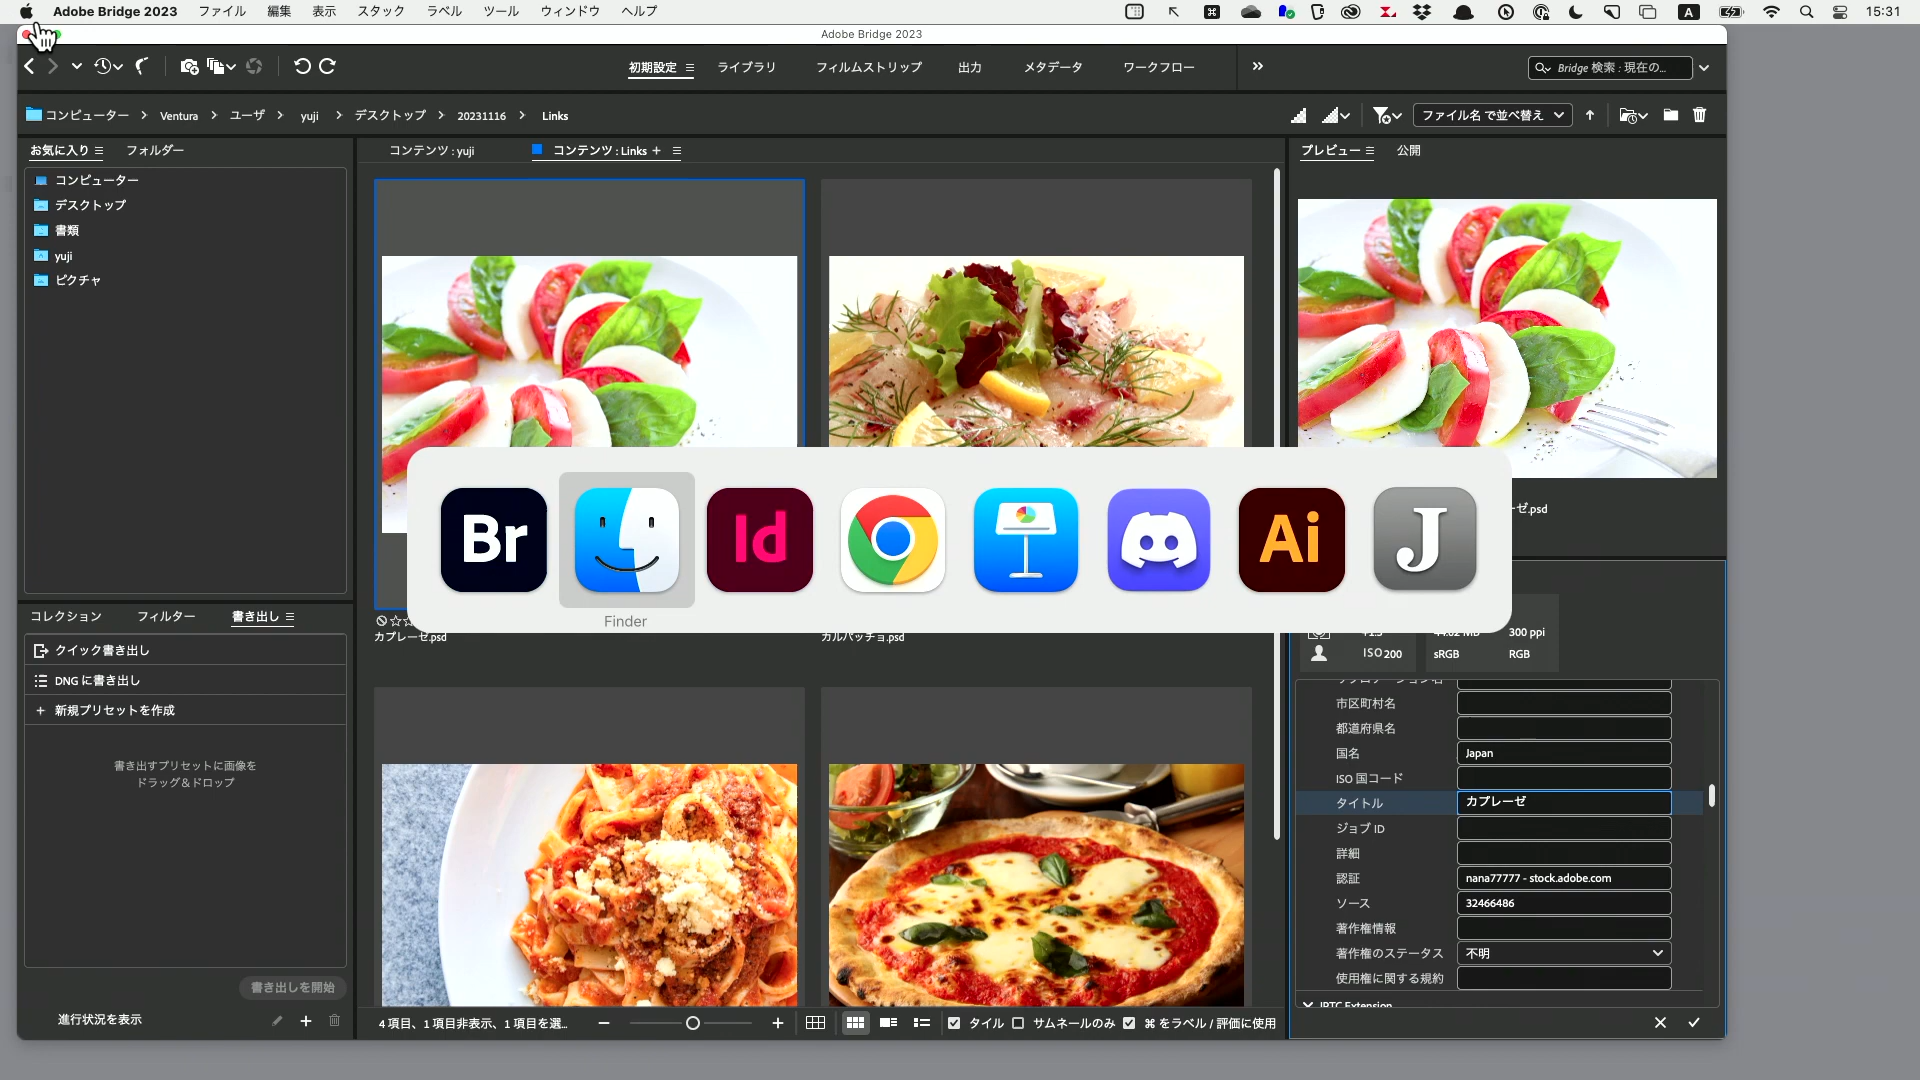 Adobe Bridge 2023 ファイル 編集 表示 スタック ラベル ツール ウィンドウ ヘルプ A 15:31
Adobe Bridge 2023
初期設定 ライブラリ フィルムストリップ 出力 メタデータ ワークフロー Bridge 検索 : 現在の...
コンピューター Ventura ユーザ yuji デスクトップ 20231116 Links ファイル名 で並べ替え
お気に入り フォルダー
コンピューター
デスクトップ
書類
yuji
ピクチャ
コンテンツ : yuji コンテンツ : Links
プレビュー 公開
Br Id Ai J
Finder
ーゼ.psd
カプレーゼ.psd カルパッチョ.psd
コレクション フィルター 書き出し
クイック書き出し
DNG に書き出し
新規プリセットを作成
書き出すプリセットに画像を
ドラッグ＆ドロップ
書き出しを開始
進行状況を表示
300 ppi
ISO 200 sRGB RGB
市区町村名
都道府県名
国名 Japan
ISO 国コード
タイトル カプレーゼ
ジョブ ID
詳細
認証 nana77777 - stock.adobe.com
ソース 32466486
著作権情報
著作権のステータス 不明
使用権に関する規約
IPTC Extension
4 項目、1 項目非表示、1 項目を選... タイル サムネールのみ ⌘ をラベル / 評価に使用